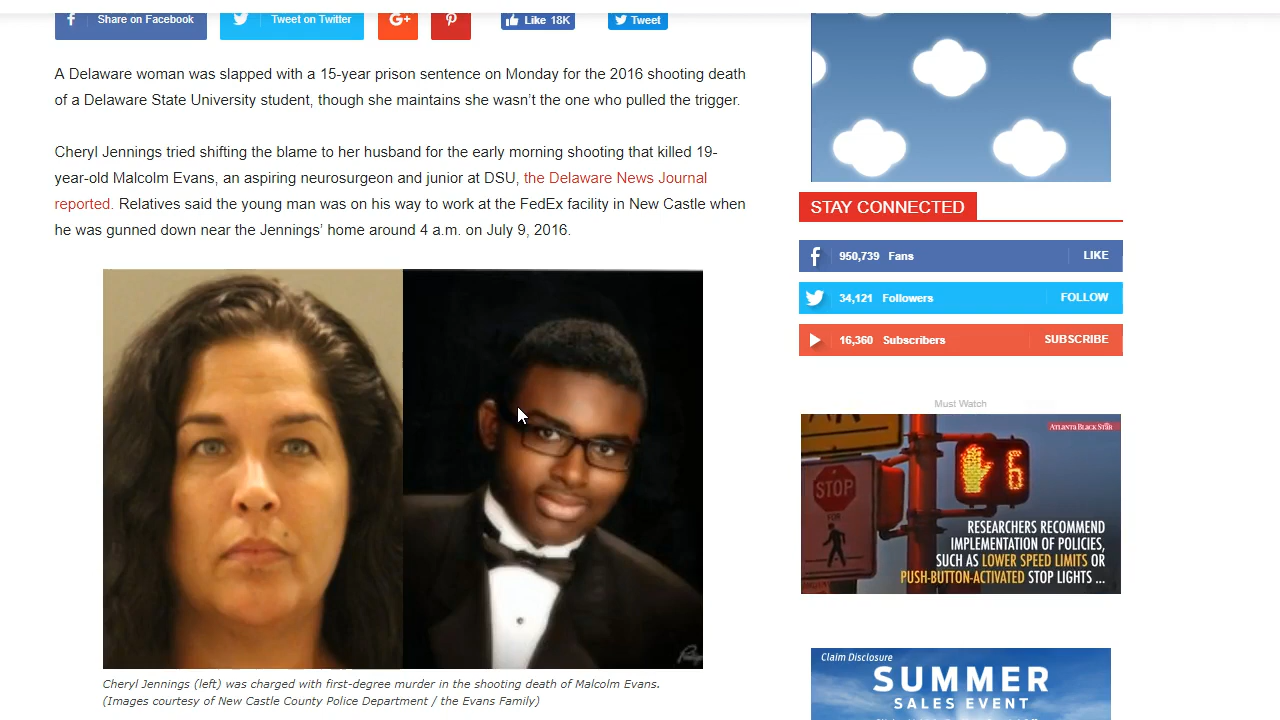 Share on Facebook
Tweet on Twitter
G+
Like 18K
Tweet
A Delaware woman was slapped with a 15-year prison sentence on Monday for the 2016 shooting death
of a Delaware State University student, though she maintains she wasn’t the one who pulled the trigger.
Cheryl Jennings tried shifting the blame to her husband for the early morning shooting that killed 19-
year-old Malcolm Evans, an aspiring neurosurgeon and junior at DSU, the Delaware News Journal
reported. Relatives said the young man was on his way to work at the FedEx facility in New Castle when
he was gunned down near the Jennings’ home around 4 a.m. on July 9, 2016.
Cheryl Jennings (left) was charged with first-degree murder in the shooting death of Malcolm Evans.
(Images courtesy of New Castle County Police Department / the Evans Family)
STAY CONNECTED
950,739 Fans LIKE
34,121 Followers FOLLOW
16,360 Subscribers SUBSCRIBE
Must Watch
ATLANTA BLACK STAR
STOP
FOR
6
RESEARCHERS RECOMMEND
IMPLEMENTATION OF POLICIES,
SUCH AS LOWER SPEED LIMITS OR
PUSH-BUTTON-ACTIVATED STOP LIGHTS ...
Claim Disclosure
SUMMER
SALES EVENT